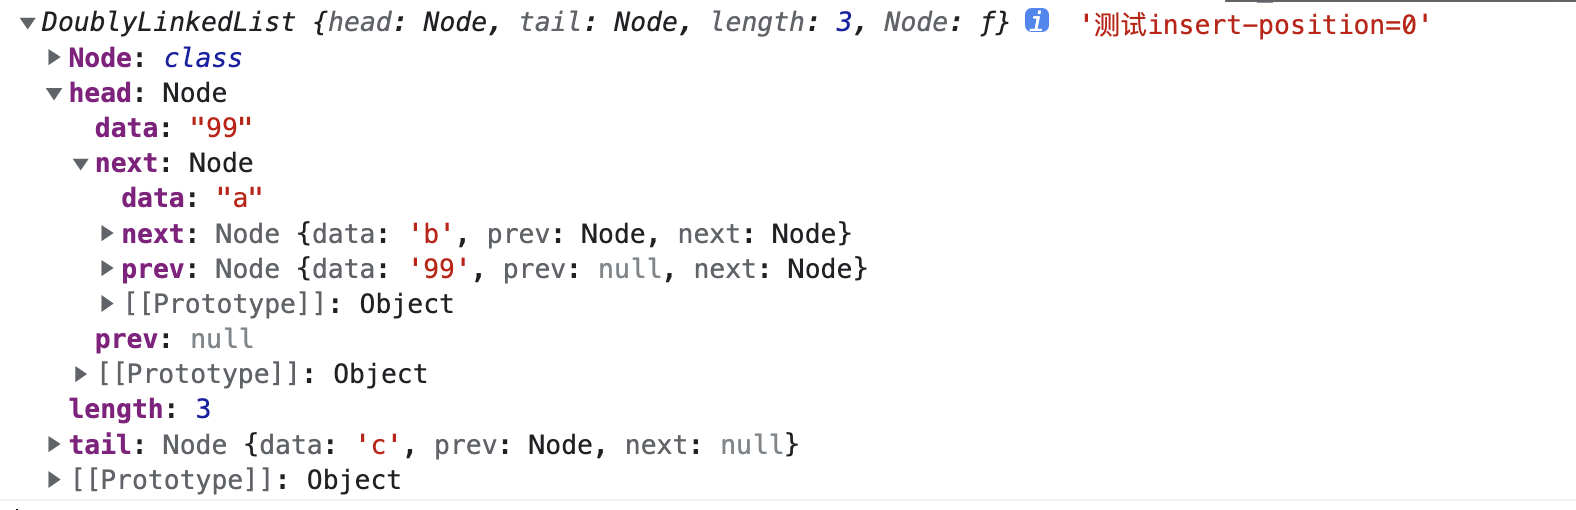 ▼DoublyLinkedList {head: Node, tail: Node, length: 3, Node: ƒ} i '测试insert-position=0'
▶Node: class
▼head: Node
data: "99"
▼next: Node
data: "a"
▶next: Node {data: 'b', prev: Node, next: Node}
▶prev: Node {data: '99', prev: null, next: Node}
▶[[Prototype]]: Object
prev: null
▶[[Prototype]]: Object
length: 3
▶tail: Node {data: 'c', prev: Node, next: null}
▶[[Prototype]]: Object